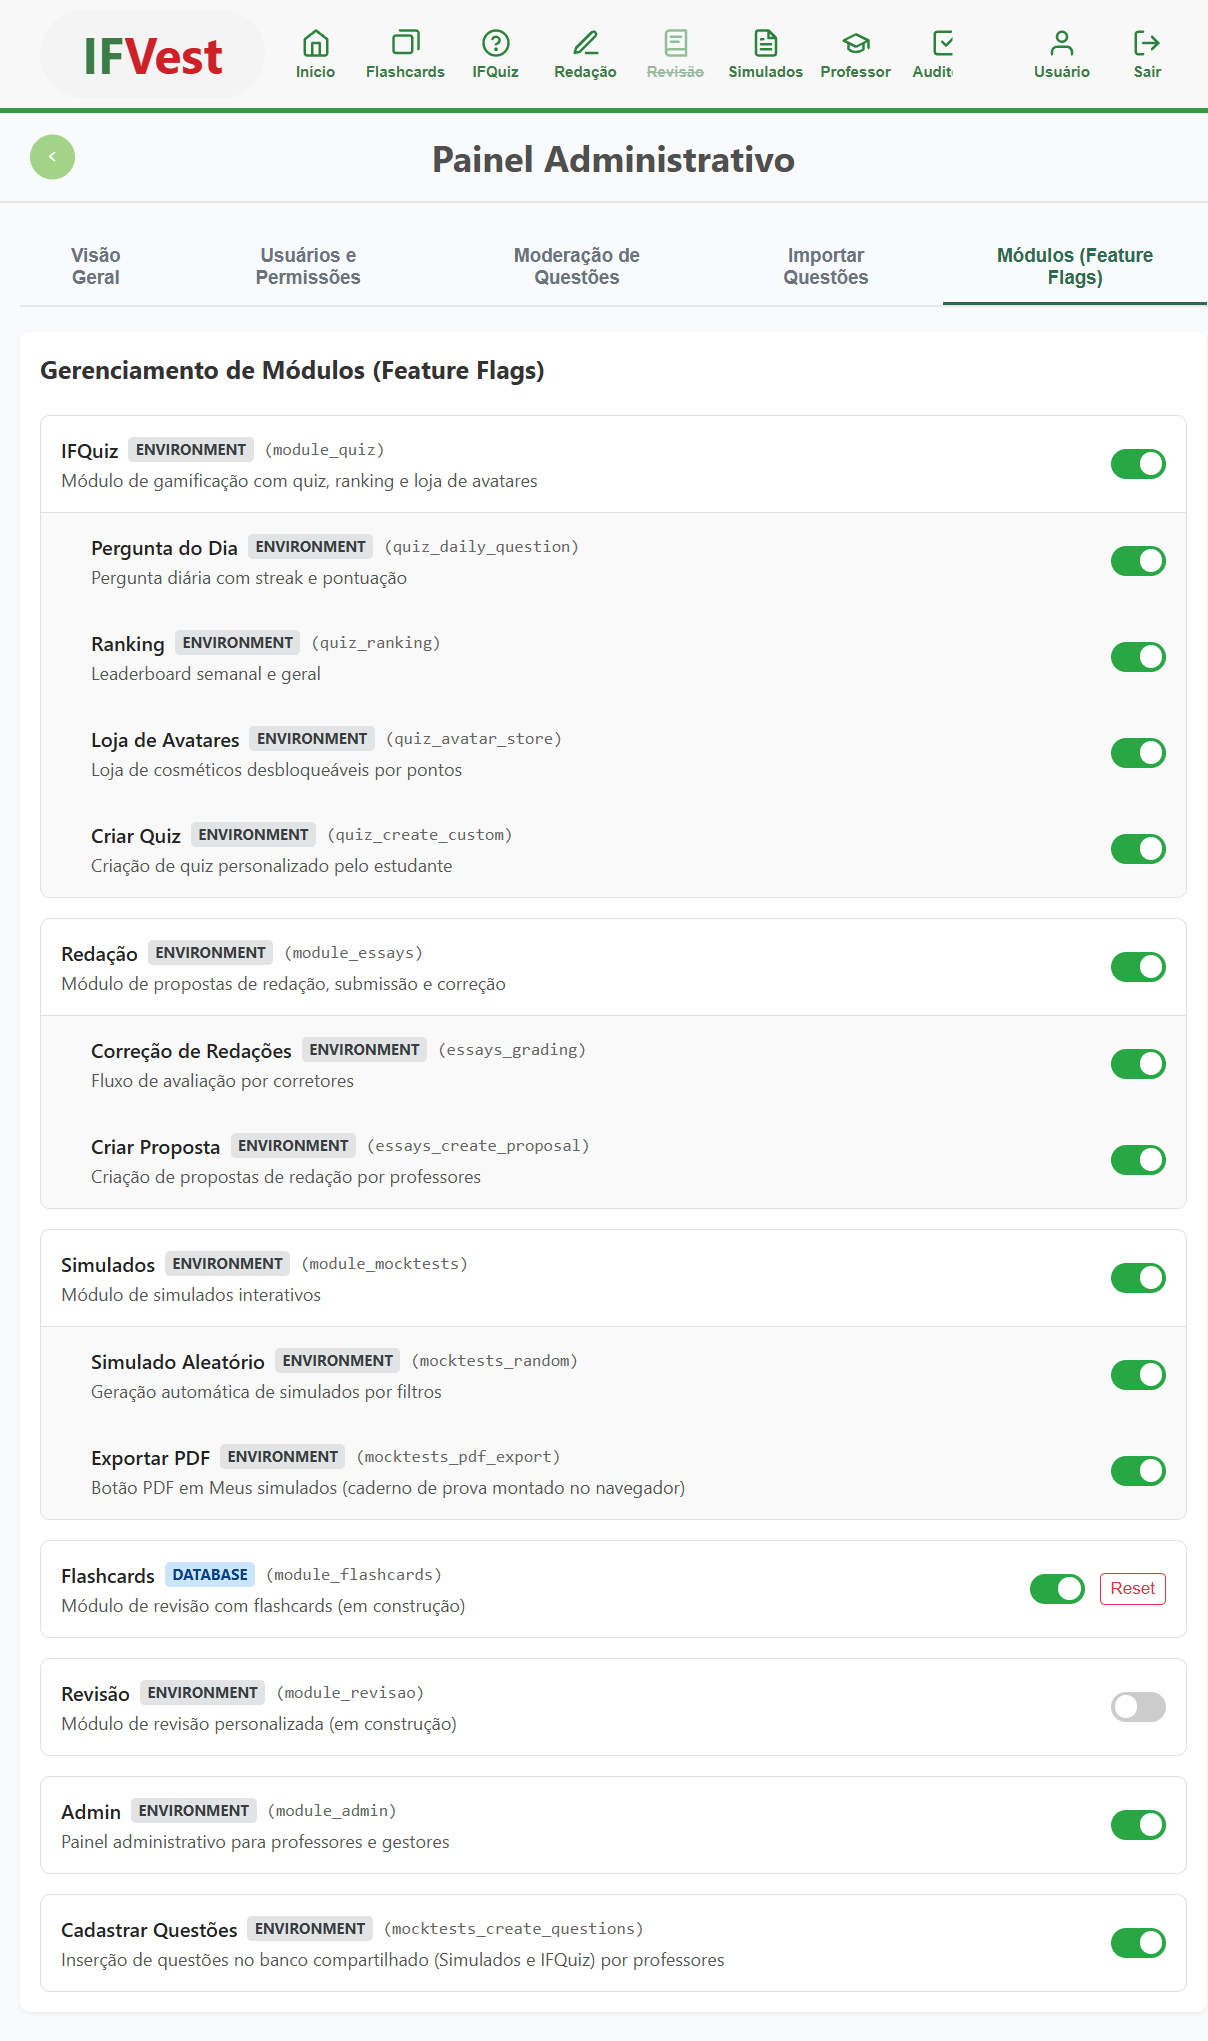 IFVest
Início
Flashcards
IFQuiz
Redação
Revisão
Simulados
Professor
Usuário
Sair
Painel Administrativo
Visão
Geral
Usuários e
Permissões
Moderação de
Questões
Importar
Questões
Módulos (Feature
Flags)
Gerenciamento de Módulos (Feature Flags)
IFQuiz ENVIRONMENT (module_quiz)
Módulo de gamificação com quiz, ranking e loja de avatares
Pergunta do Dia ENVIRONMENT (quiz_daily_question)
Pergunta diária com streak e pontuação
Ranking ENVIRONMENT (quiz_ranking)
Leaderboard semanal e geral
Loja de Avatares ENVIRONMENT (quiz_avatar_store)
Loja de cosméticos desbloqueáveis por pontos
Criar Quiz ENVIRONMENT (quiz_create_custom)
Criação de quiz personalizado pelo estudante
Redação ENVIRONMENT (module_essays)
Módulo de propostas de redação, submissão e correção
Correção de Redações ENVIRONMENT (essays_grading)
Fluxo de avaliação por corretores
Criar Proposta ENVIRONMENT (essays_create_proposal)
Criação de propostas de redação por professores
Simulados ENVIRONMENT (module_mocktests)
Módulo de simulados interativos
Simulado Aleatório ENVIRONMENT (mocktests_random)
Geração automática de simulados por filtros
Exportar PDF ENVIRONMENT (mocktests_pdf_export)
Botão PDF em Meus simulados (caderno de prova montado no navegador)
Flashcards DATABASE (module_flashcards)
Reset
Módulo de revisão com flashcards (em construção)
Revisão ENVIRONMENT (module_revisao)
Módulo de revisão personalizada (em construção)
Admin ENVIRONMENT (module_admin)
Painel administrativo para professores e gestores
Cadastrar Questões ENVIRONMENT (mocktests_create_questions)
Inserção de questões no banco compartilhado (Simulados e IFQuiz) por professores